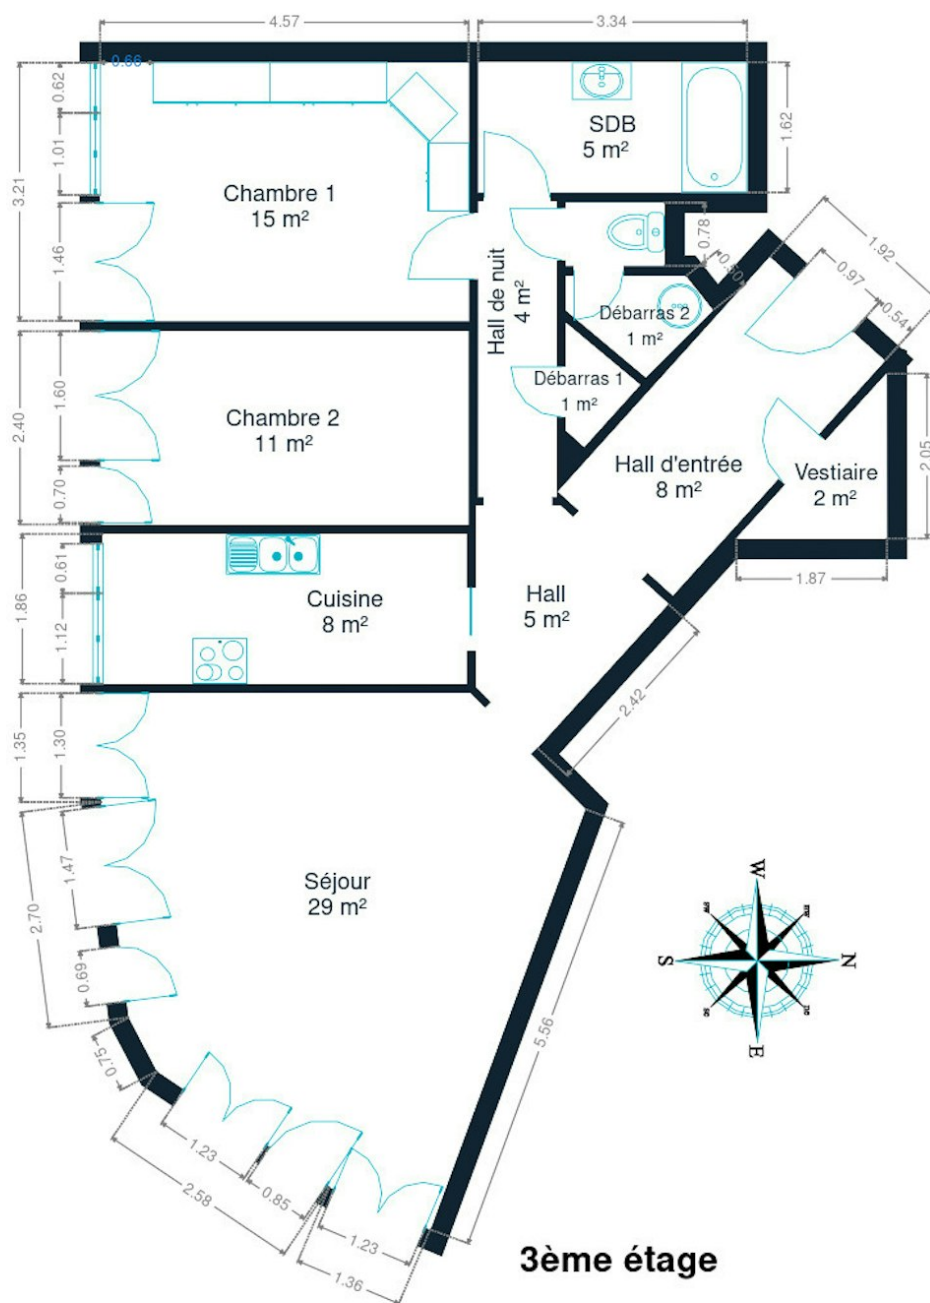 4.57
3.34
0.66
0.62
1.01
3.21
1.46
1.62
SDB
5 m²
Chambre 1
15 m²
0.78
0.50
1.92
0.97
0.54
Hall de nuit
4 m²
Débarras 2
1 m²
Débarras 1
1 m²
1.60
2.40
0.70
Chambre 2
11 m²
Hall d'entrée
8 m²
Vestiaire
2 m²
2.05
1.87
0.61
1.86
1.12
Cuisine
8 m²
Hall
5 m²
2.42
1.35
1.30
1.47
2.70
0.69
0.75
Séjour
29 m²
5.56
W
S
N
E
1.23
2.58
0.85
1.23
1.36
3ème étage